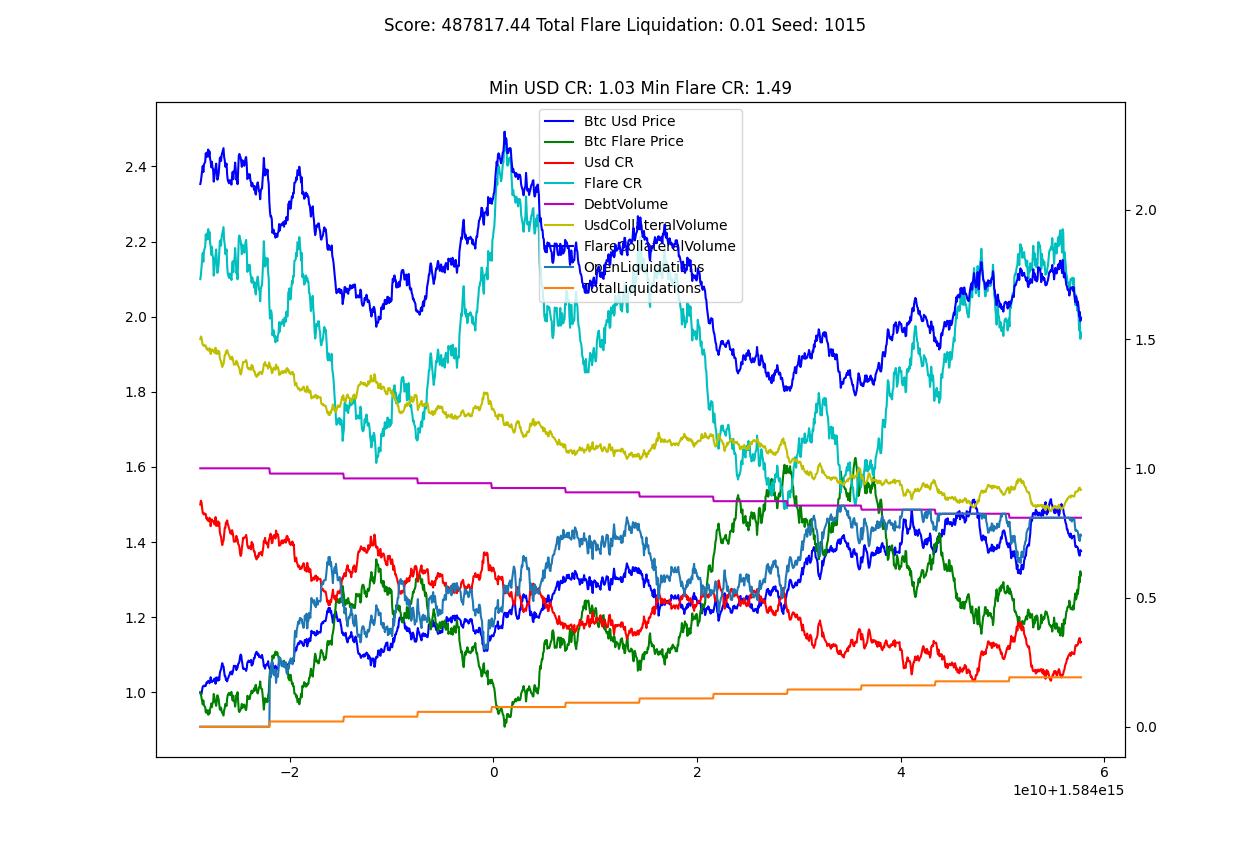 Score: 487817.44 Total Flare Liquidation: 0.01 Seed: 1015
Min USD CR: 1.03 Min Flare CR: 1.49
Btc Usd Price
Btc Flare Price
Usd CR
Flare CR
DebtVolume
UsdCollateralVolume
FlareCollateralVolume
OpenLiquidations
TotalLiquidations
2.4
2.2
2.0
1.8
1.6
1.4
1.2
1.0
2.0
1.5
1.0
0.5
0.0
−2
0
2
4
6
1e10+1.584e15